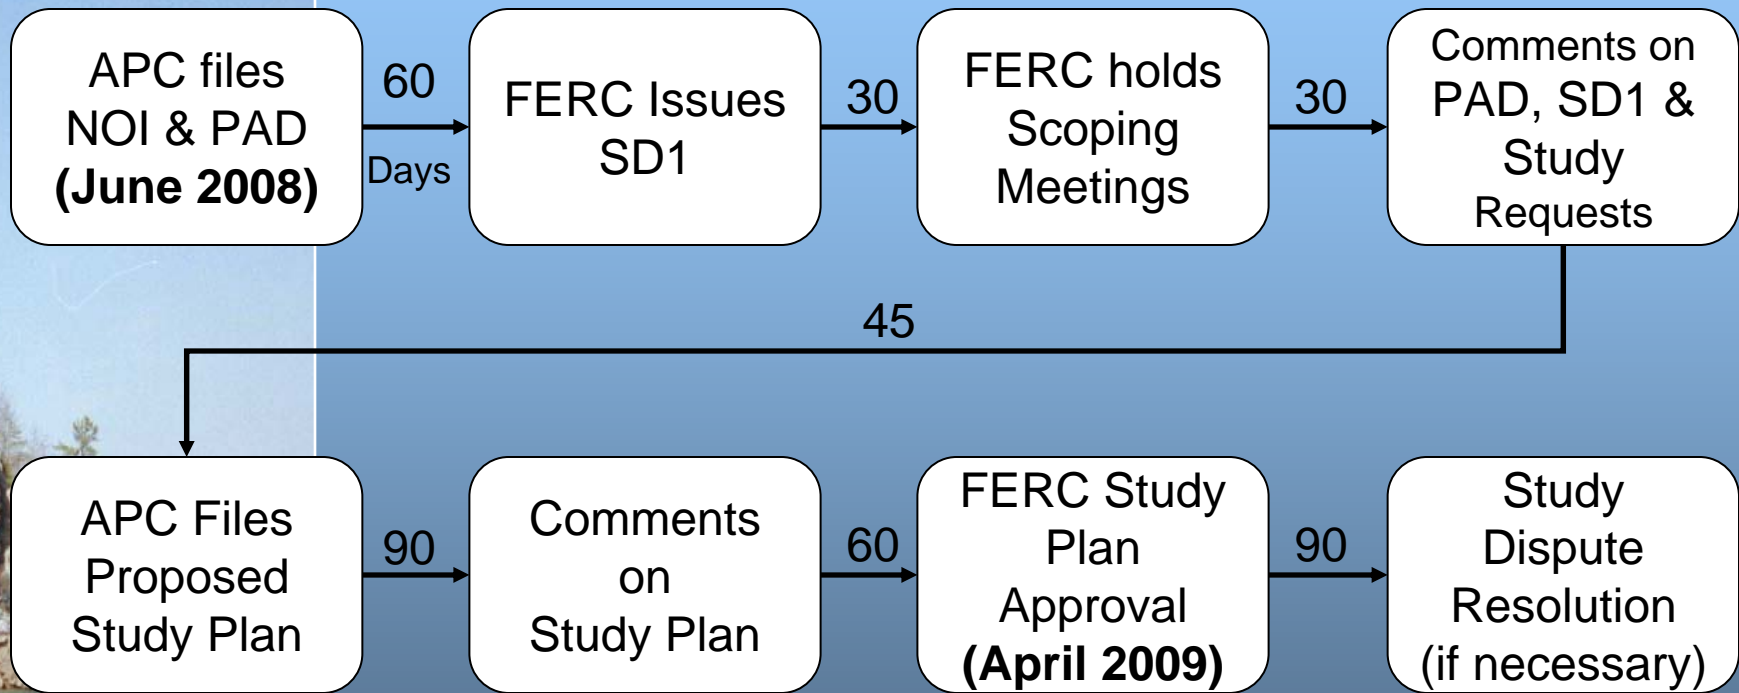 APC files
NOI & PAD
(June 2008)
60
Days
FERC Issues
SD1
30
FERC holds
Scoping
Meetings
30
Comments on
PAD, SD1 &
Study
Requests
45
APC Files
Proposed
Study Plan
90
Comments
on
Study Plan
60
FERC Study
Plan
Approval
(April 2009)
90
Study
Dispute
Resolution
(if necessary)